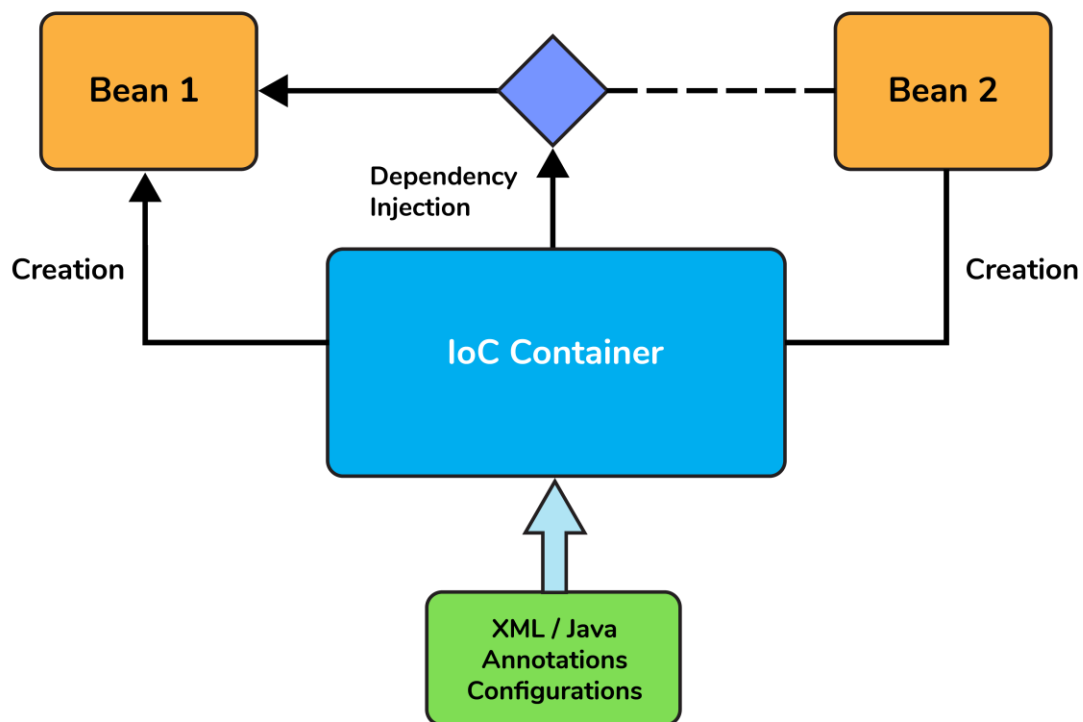 Bean 1
Bean 2
Dependency
Injection
Creation
Creation
IoC Container
XML / Java
Annotations
Configurations